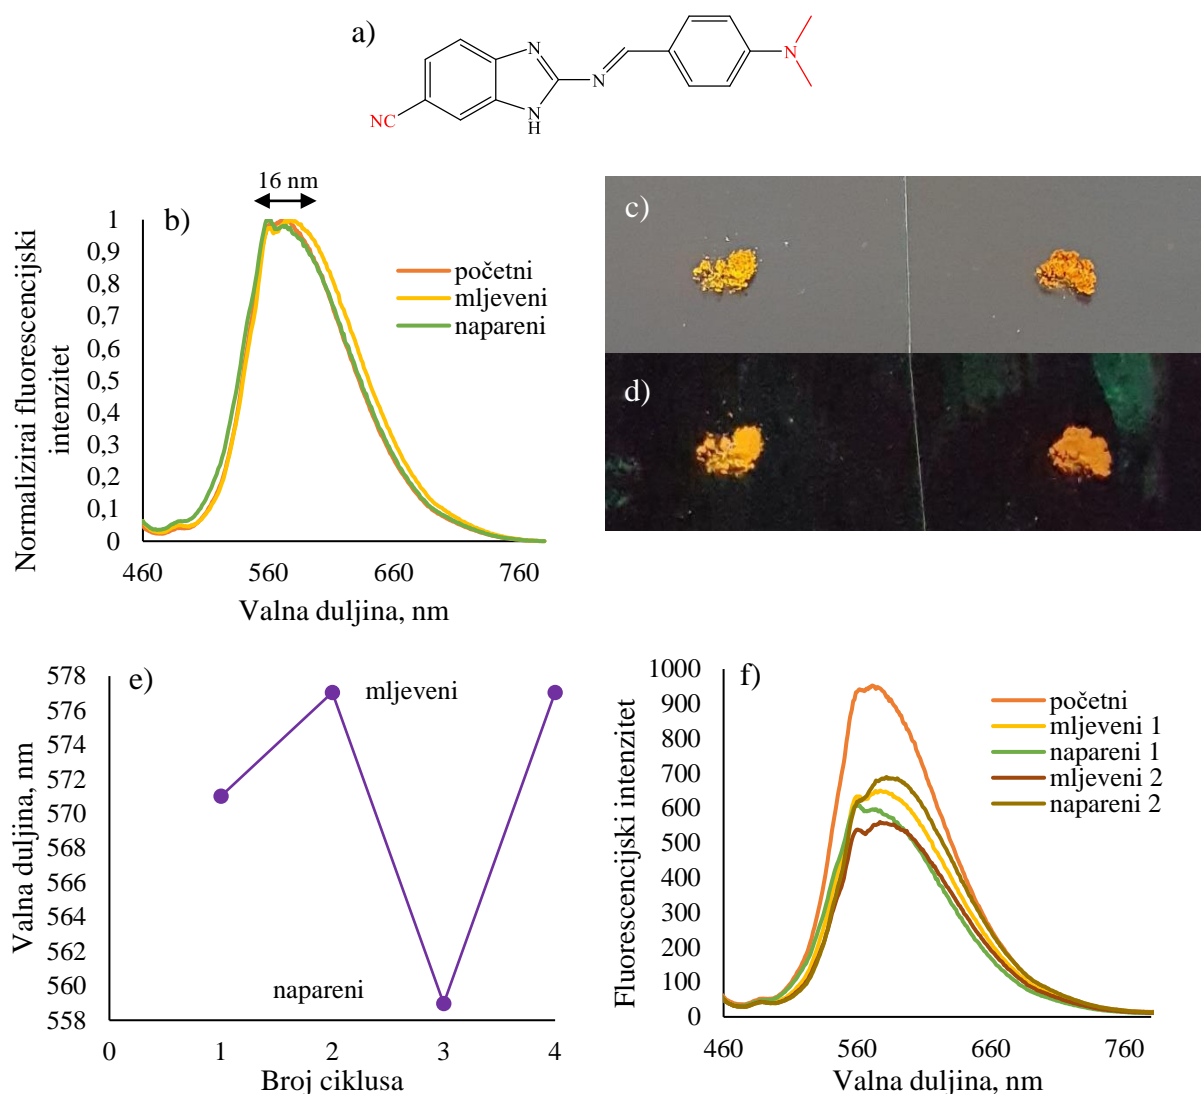 a)
N
N
N
H
N
NC
16 nm
b)
1
0,9
0,8
0,7
0,6
0,5
0,4
0,3
0,2
0,1
0
460
560
660
760
Valna duljina, nm
Normalizirai fluorescencijski
intenzitet
početni
mljeveni
napareni
c)
d)
e)
578
576
574
572
570
568
566
564
562
560
558
0
1
2
3
4
Broj ciklusa
Valna duljina, nm
mljeveni
napareni
f)
1000
900
800
700
600
500
400
300
200
100
0
460
560
660
760
Valna duljina, nm
Fluorescencijski intenzitet
početni
mljeveni 1
napareni 1
mljeveni 2
napareni 2